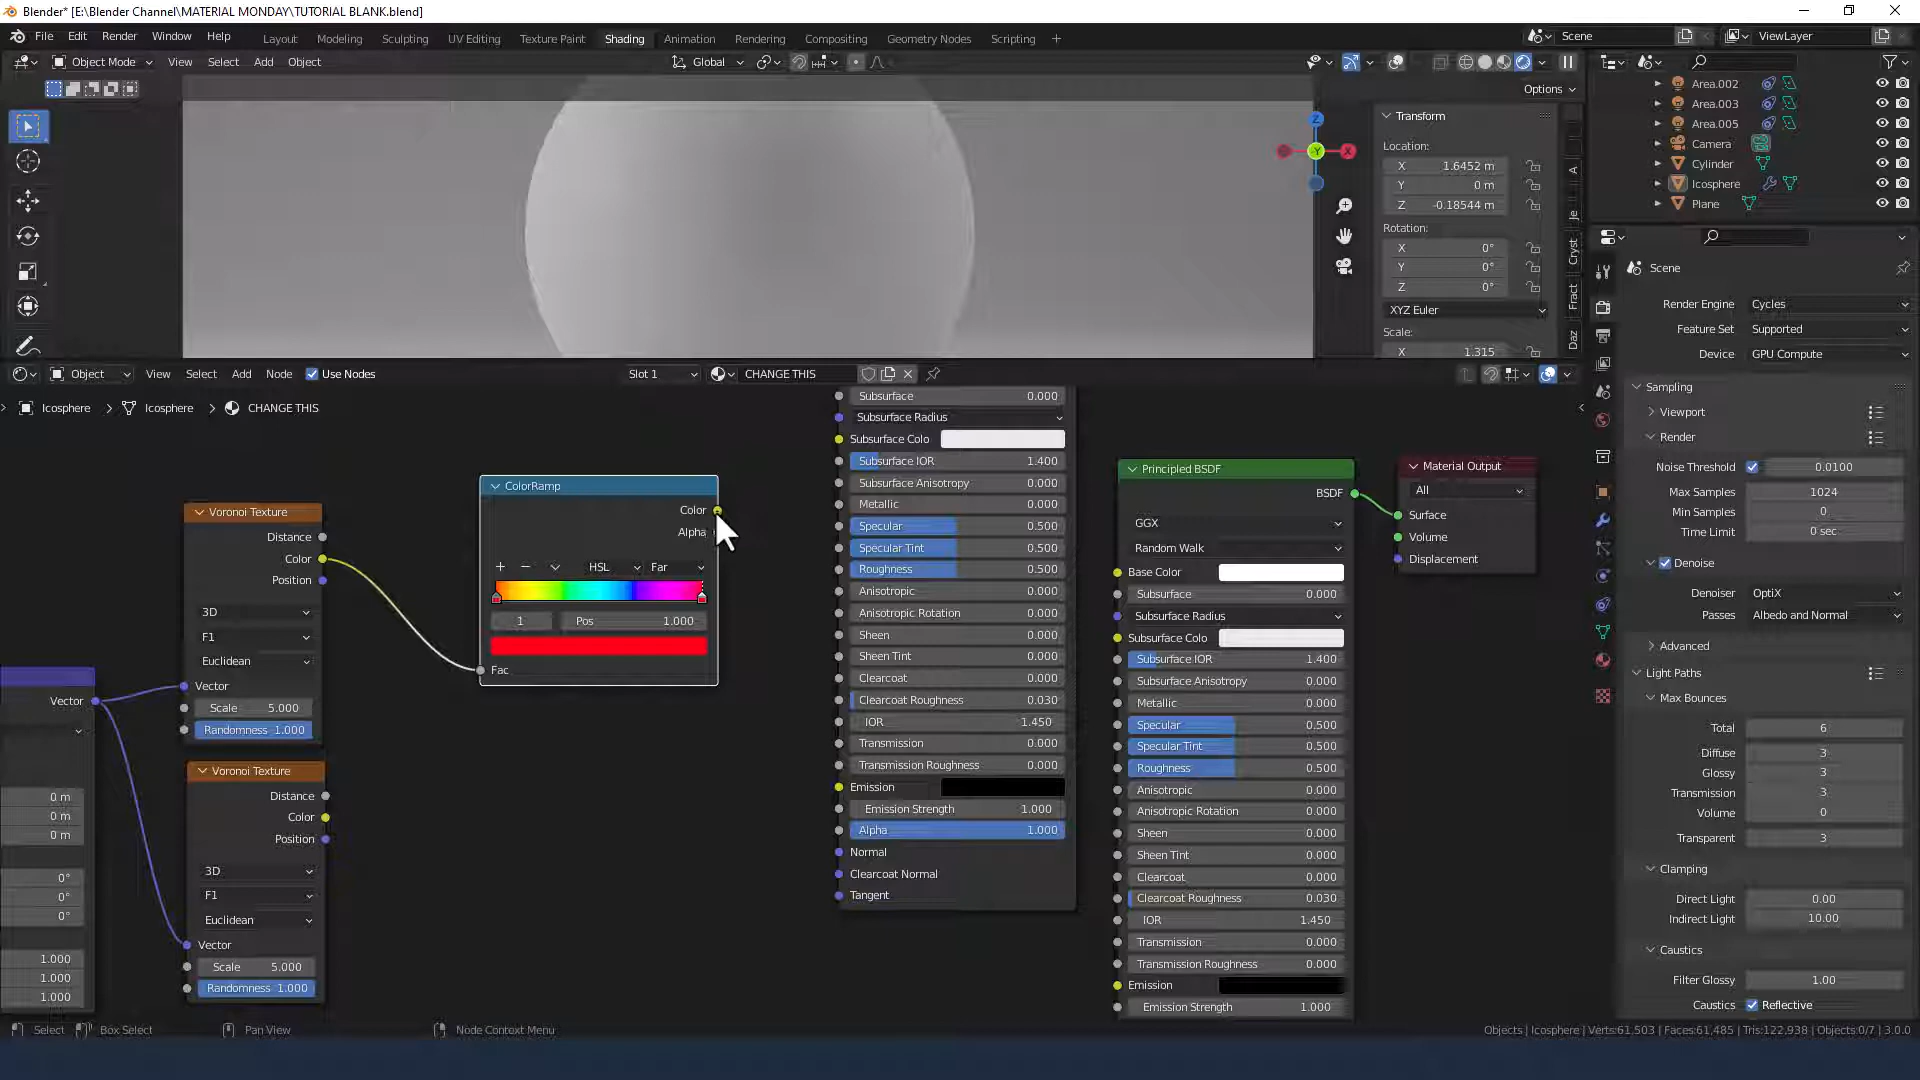 Blender* [E:\Blender Channel\MATERIAL MONDAY\TUTORIAL BLANK.blend]
File Edit Render Window Help
Layout Modeling Sculpting UV Editing Texture Paint Shading Animation Rendering Compositing Geometry Nodes Scripting +
Scene
ViewLayer
Object Mode View Select Add Object
Global
Options
Z
-Y
X
Transform
Location:
X 1.6452 m
Y 0 m
Z -0.18544 m
Rotation:
X 0°
Y 0°
Z 0°
XYZ Euler
Scale:
X 1.315
A
Je
Cryst
Fract
Daz
Area.002
Area.003
Area.005
Camera
Cylinder
Icosphere
Plane
Object View Select Add Node Use Nodes
Slot 1
CHANGE THIS
Icosphere Icosphere CHANGE THIS
Vector
0 m
0 m
0 m
0°
0°
0°
1.000
1.000
1.000
Voronoi Texture
Distance
Color
Position
3D
F1
Euclidean
Vector
Scale 5.000
Randomness 1.000
Voronoi Texture
Distance
Color
Position
3D
F1
Euclidean
Vector
Scale 5.000
Randomness 1.000
ColorRamp
Color
Alpha
+ − HSL Far
1 Pos 1.000
Fac
Subsurface 0.000
Subsurface Radius
Subsurface Colo
Subsurface IOR 1.400
Subsurface Anisotropy 0.000
Metallic 0.000
Specular 0.500
Specular Tint 0.500
Roughness 0.500
Anisotropic 0.000
Anisotropic Rotation 0.000
Sheen 0.000
Sheen Tint 0.000
Clearcoat 0.000
Clearcoat Roughness 0.030
IOR 1.450
Transmission 0.000
Transmission Roughness 0.000
Emission
Emission Strength 1.000
Alpha 1.000
Normal
Clearcoat Normal
Tangent
Principled BSDF
BSDF
GGX
Random Walk
Base Color
Subsurface 0.000
Subsurface Radius
Subsurface Colo
Subsurface IOR 1.400
Subsurface Anisotropy 0.000
Metallic 0.000
Specular 0.500
Specular Tint 0.500
Roughness 0.500
Anisotropic 0.000
Anisotropic Rotation 0.000
Sheen 0.000
Sheen Tint 0.000
Clearcoat 0.000
Clearcoat Roughness 0.030
IOR 1.450
Transmission 0.000
Transmission Roughness 0.000
Emission
Emission Strength 1.000
Material Output
All
Surface
Volume
Displacement
Scene
Render Engine Cycles
Feature Set Supported
Device GPU Compute
Sampling
Viewport
Render
Noise Threshold 0.0100
Max Samples 1024
Min Samples 0
Time Limit 0 sec
Denoise
Denoiser OptiX
Passes Albedo and Normal
Advanced
Light Paths
Max Bounces
Total 6
Diffuse 3
Glossy 3
Transmission 3
Volume 0
Transparent 3
Clamping
Direct Light 0.00
Indirect Light 10.00
Caustics
Filter Glossy 1.00
Caustics Reflective
Select Box Select Pan View Node Context Menu
Objects | Icosphere | Verts:61,503 | Faces:61,485 | Tris:122,938 | Objects:0/7 | 3.0.0